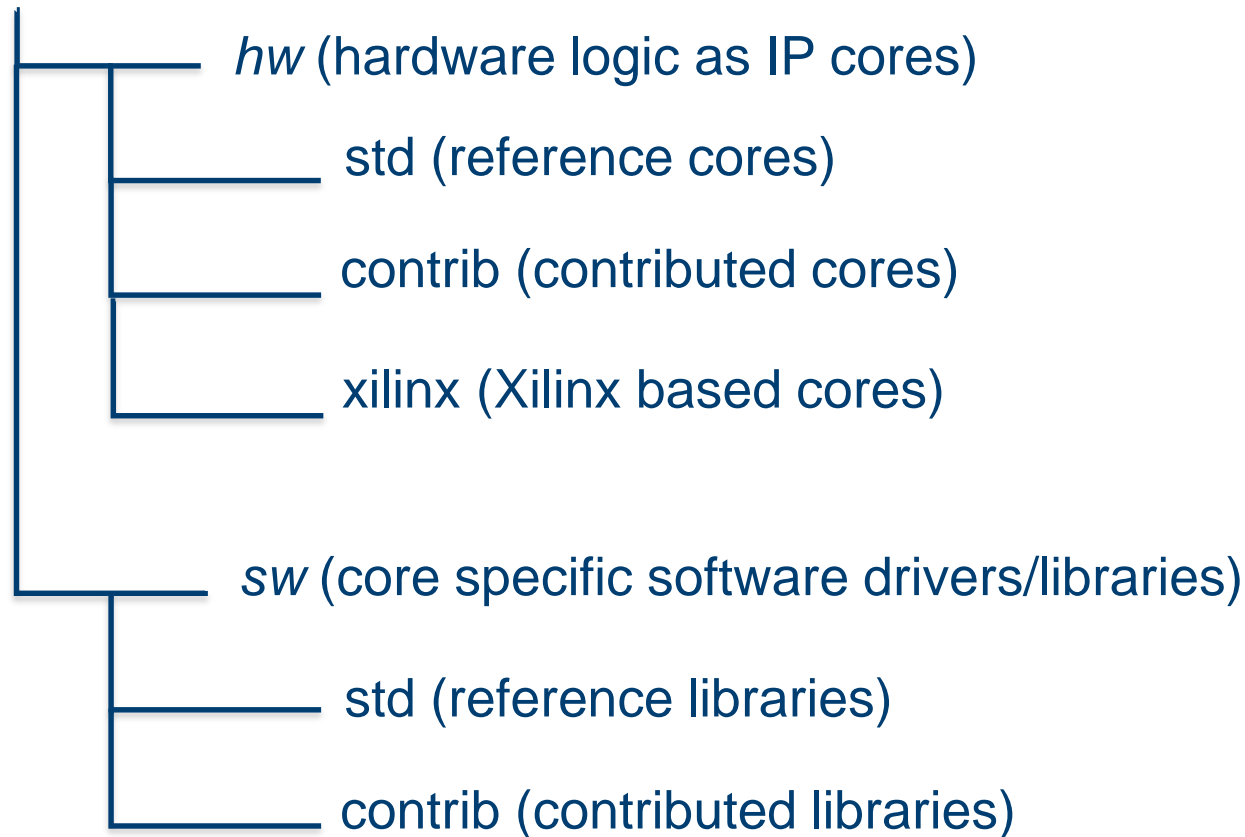 hw (hardware logic as IP cores)
std (reference cores)
contrib (contributed cores)
xilinx (Xilinx based cores)
sw (core specific software drivers/libraries)
std (reference libraries)
contrib (contributed libraries)